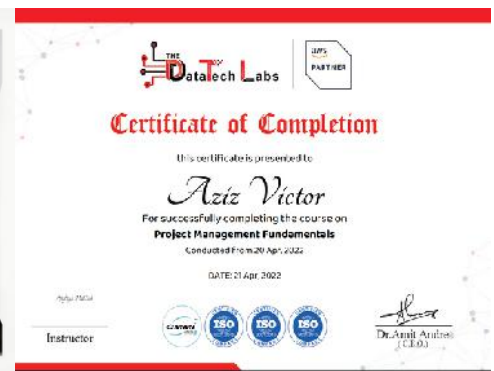 THE
DataTech Labs
aws
PARTNER
Certificate of Completion
this certificate is presented to
Aziz Victor
For successfully completing the course on
Project Management Fundamentals
Conducted From 20 Apr, 2022
DATE: 21 Apr, 2022
ISO
ISO
ISO
Instructor
Dr.Amit Andrea
( C.E.O.)